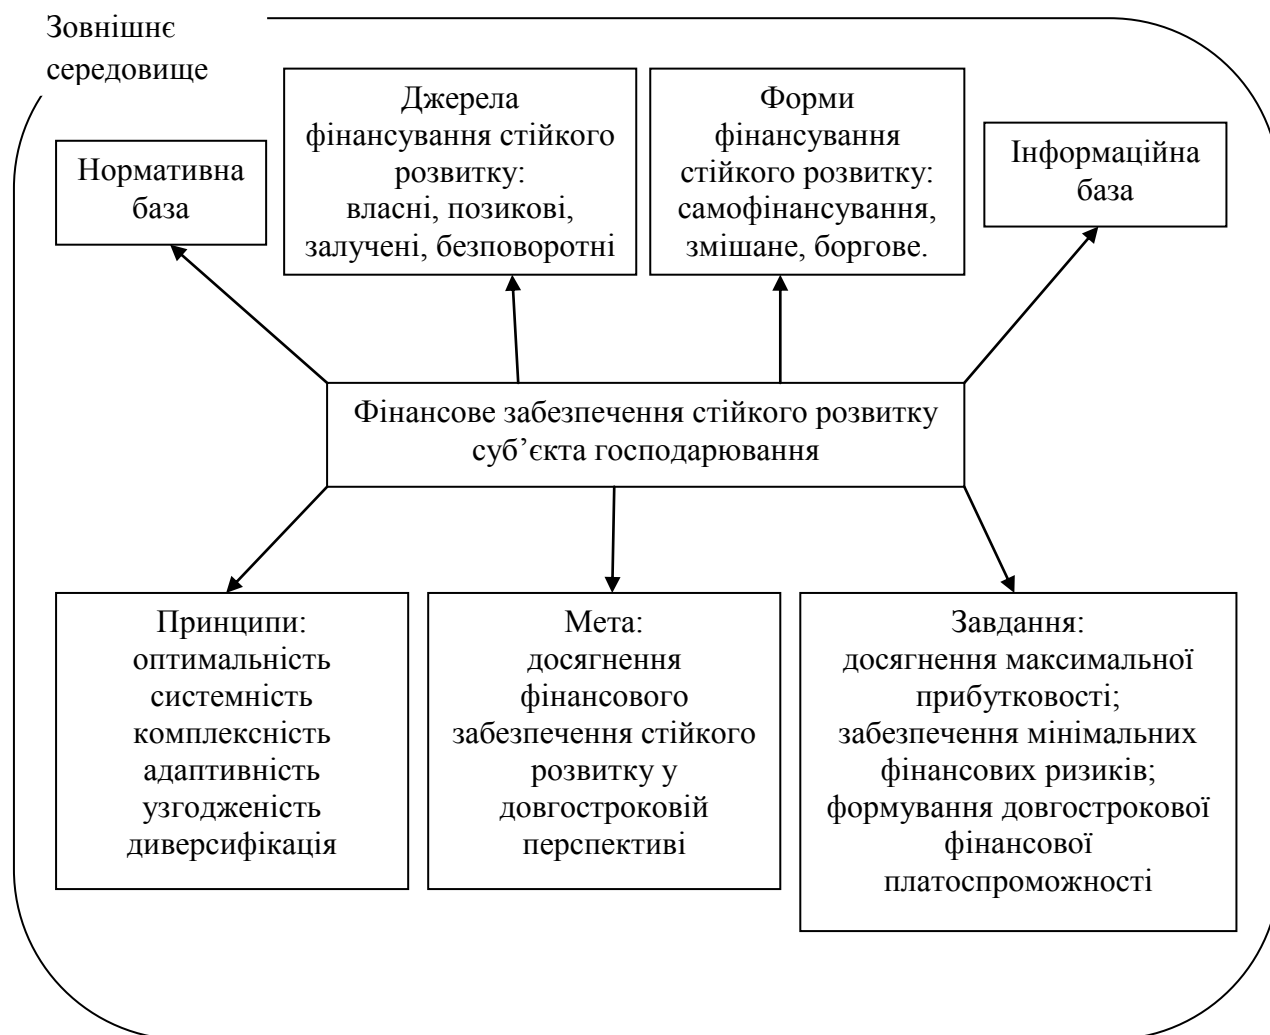 Зовнішнє
середовище
Нормативна
база
Джерела
фінансування стійкого
розвитку:
власні, позикові,
залучені, безповоротні
Форми
фінансування
стійкого розвитку:
самофінансування,
змішане, боргове.
Інформаційна
база
Фінансове забезпечення стійкого розвитку
суб’єкта господарювання
Принципи:
оптимальність
системність
комплексність
адаптивність
узгодженість
диверсифікація
Мета:
досягнення
фінансового
забезпечення стійкого
розвитку у
довгостроковій
перспективі
Завдання:
досягнення максимальної
прибутковості;
забезпечення мінімальних
фінансових ризиків;
формування довгострокової
фінансової
платоспроможності